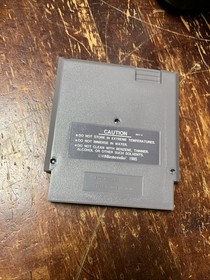 CAUTION
●DO NOT STORE IN EXTREME TEMPERATURES.
●DO NOT IMMERSE IN WATER.
●DO NOT CLEAN WITH BENZENE, THINNER,
ALCOHOL OR OTHER SUCH SOLVENTS.
©Nintendo 1985